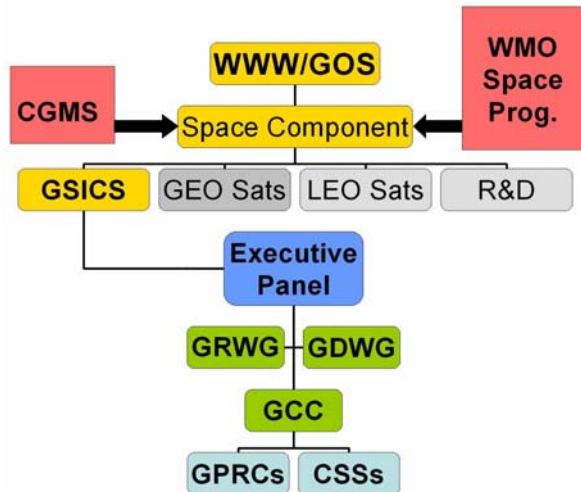 WWW/GOS
WMO
Space
Prog.
CGMS
Space Component
GSICS
GEO Sats
LEO Sats
R&D
Executive
Panel
GRWG
GDWG
GCC
GPRCs
CSSs